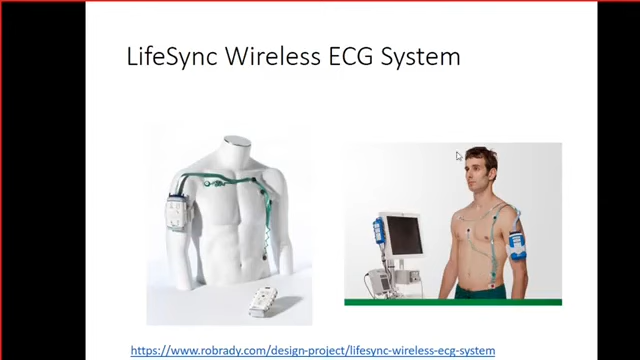 LifeSync Wireless ECG System
https://www.robrady.com/design-project/lifesync-wireless-ecg-system